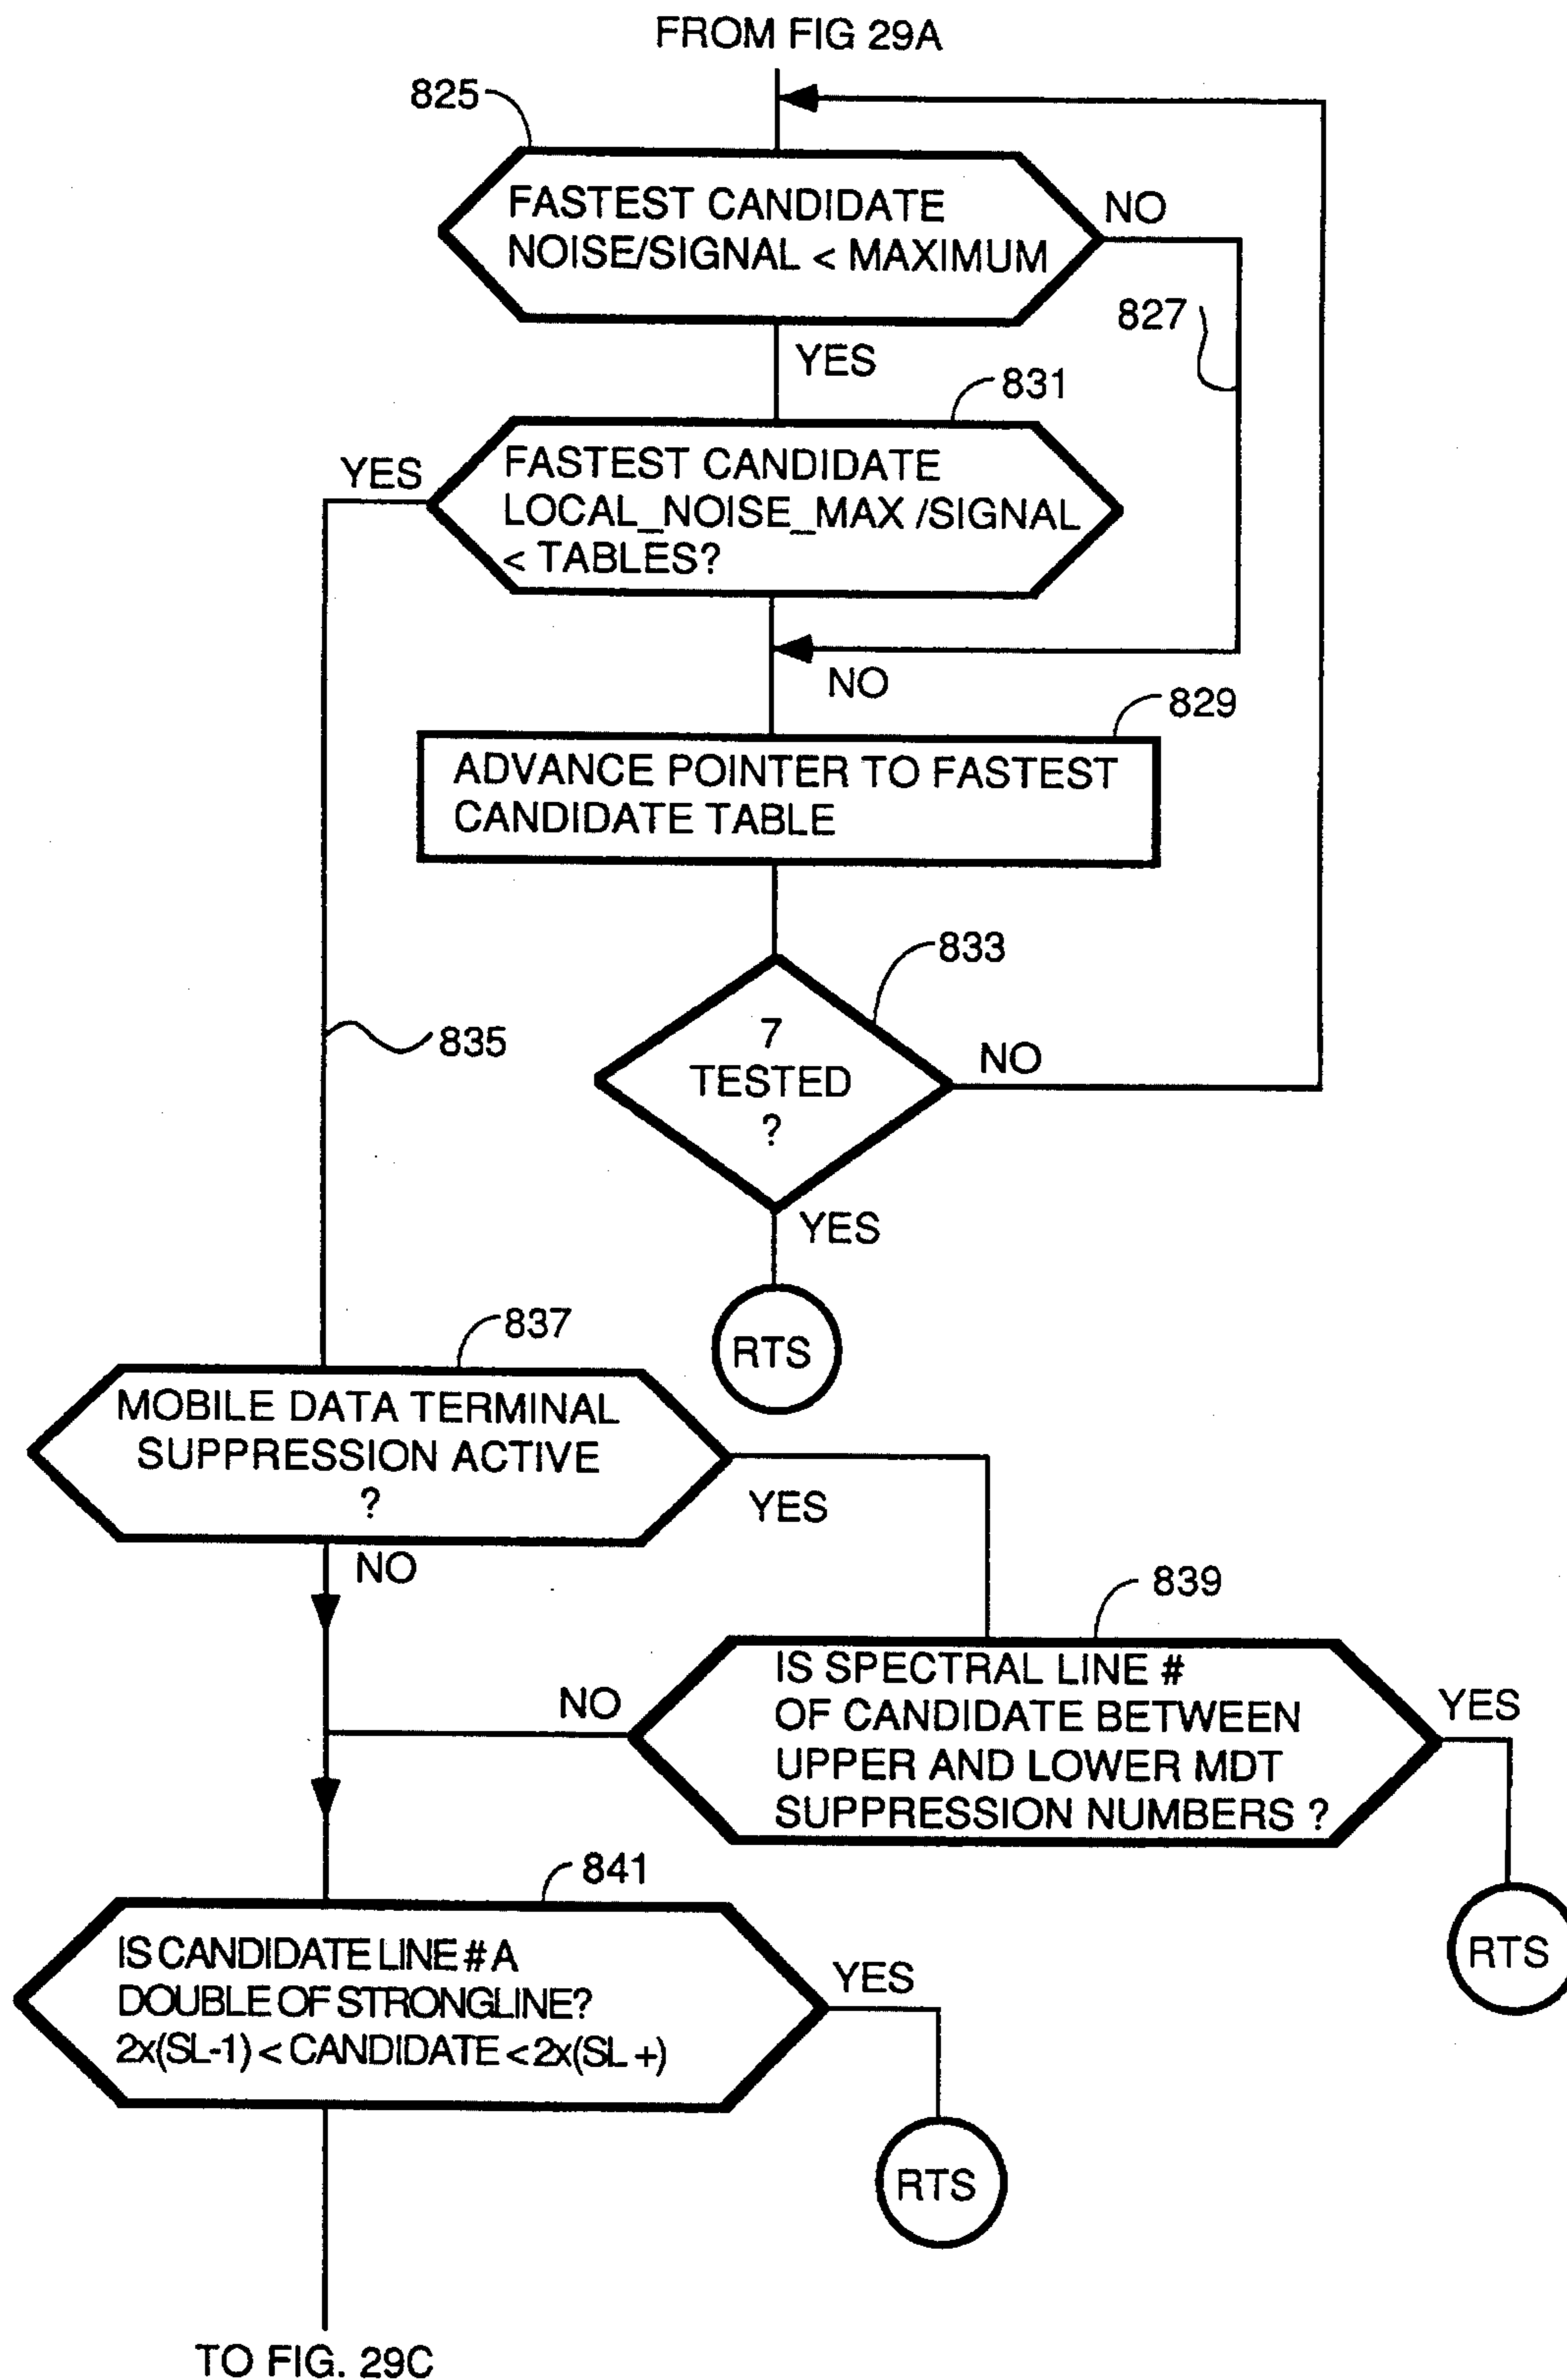 FROM FIG 29A
825
FASTEST CANDIDATE
NOISE/SIGNAL < MAXIMUM
NO
827
YES
831
YES
FASTEST CANDIDATE
LOCAL_NOISE_MAX /SIGNAL
< TABLES?
NO
829
ADVANCE POINTER TO FASTEST
CANDIDATE TABLE
833
7
TESTED
?
NO
835
YES
RTS
837
MOBILE DATA TERMINAL
SUPPRESSION ACTIVE
?
YES
NO
839
IS SPECTRAL LINE #
OF CANDIDATE BETWEEN
UPPER AND LOWER MDT
SUPPRESSION NUMBERS ?
NO
YES
RTS
841
IS CANDIDATE LINE # A
DOUBLE OF STRONGLINE?
2x(SL-1) < CANDIDATE < 2x(SL +)
YES
RTS
TO FIG. 29C